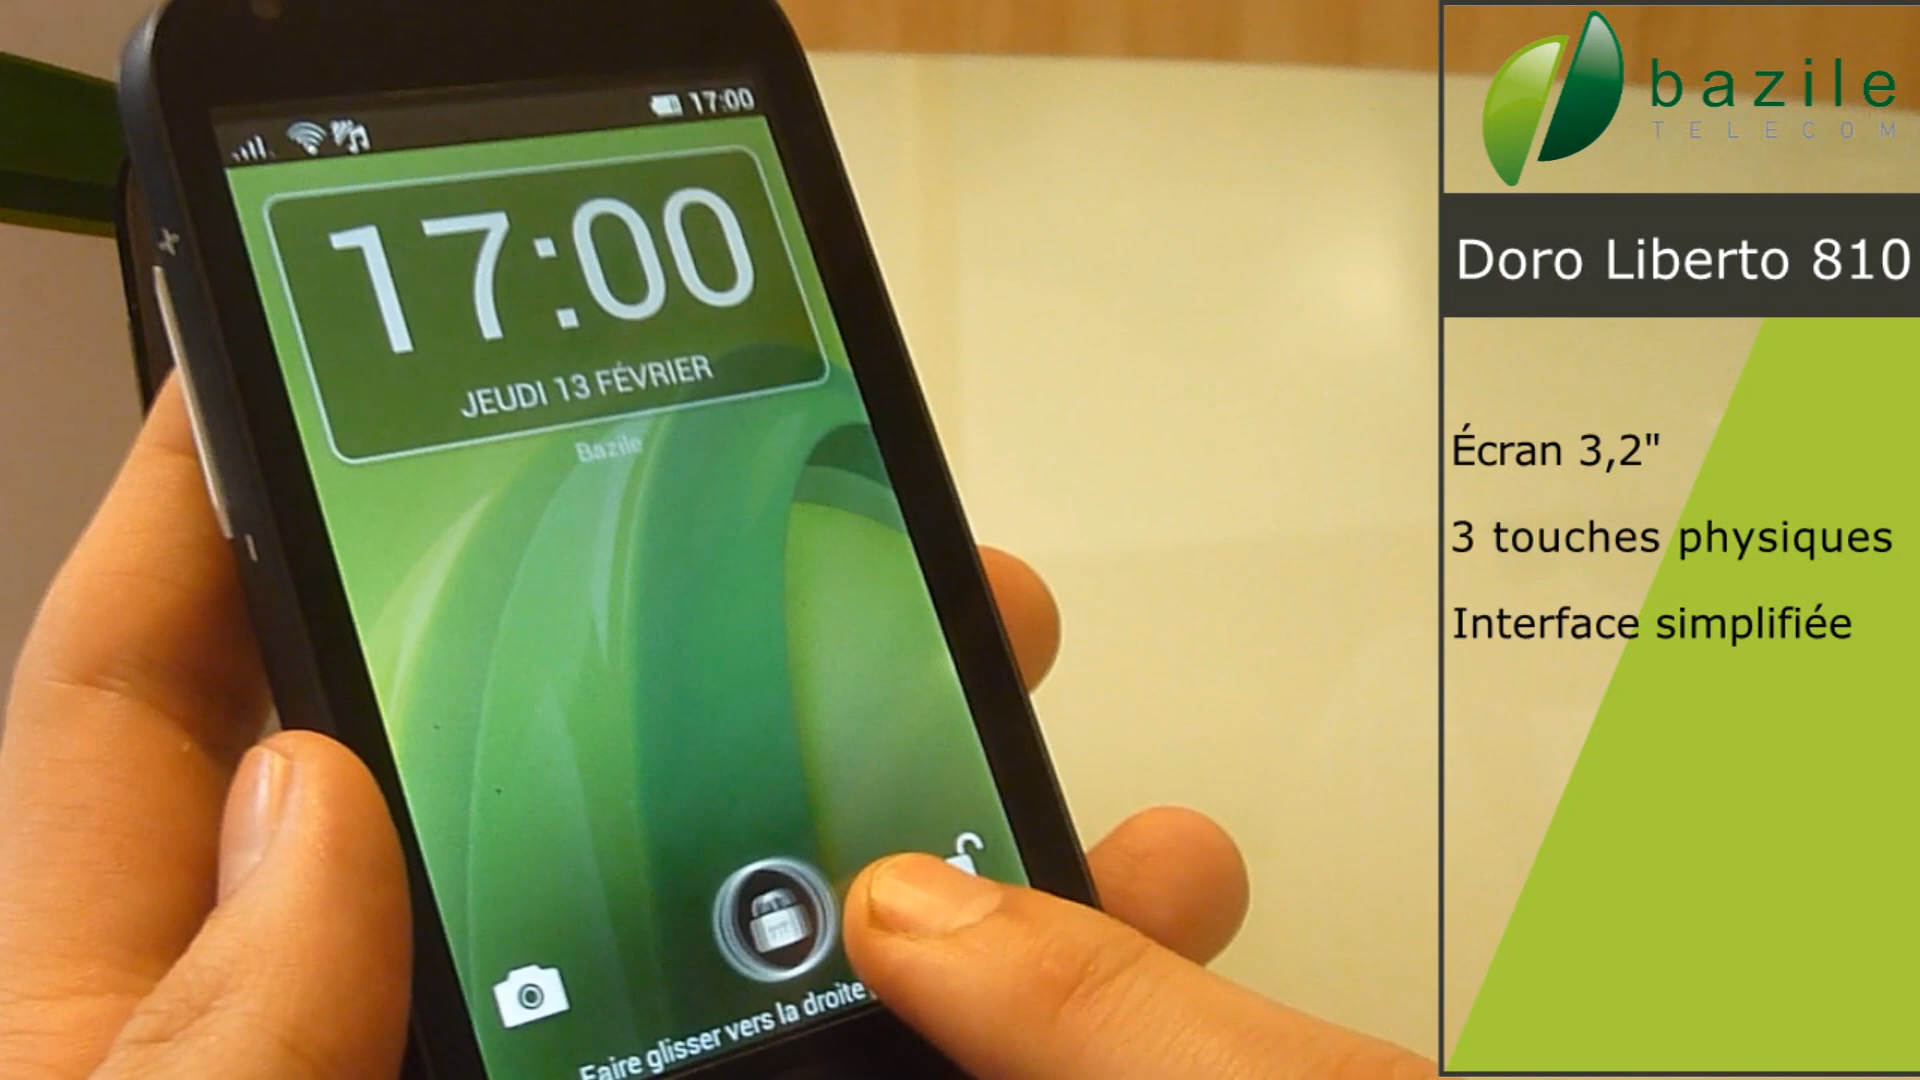 17:00
17:00
JEUDI 13 FÉVRIER
Bazile
Faire glisser vers la droite
bazile
TELECOM
Doro Liberto 810
Écran 3,2"
3 touches physiques
Interface simplifiée